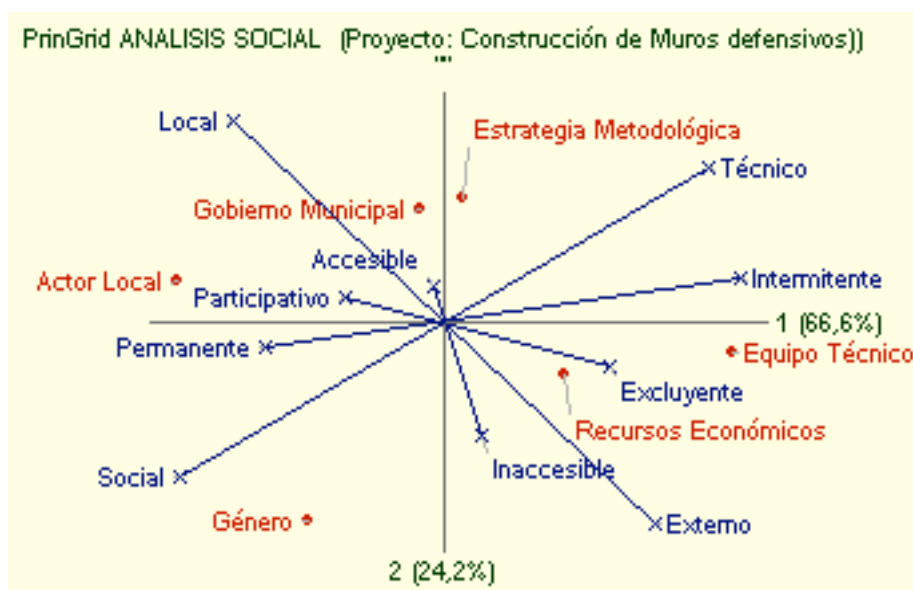 PrinGrid ANALISIS SOCIAL (Proyecto: Construcción de Muros defensivos))
""
Local
Estrategia Metodológica
Técnico
Gobierno Municipal
Accesible
Actor Local
Participativo
Intermitente
1 (66,6%)
Permanente
Equipo Técnico
Excluyente
Recursos Económicos
Inaccesible
Social
Género
Externo
2 (24,2%)